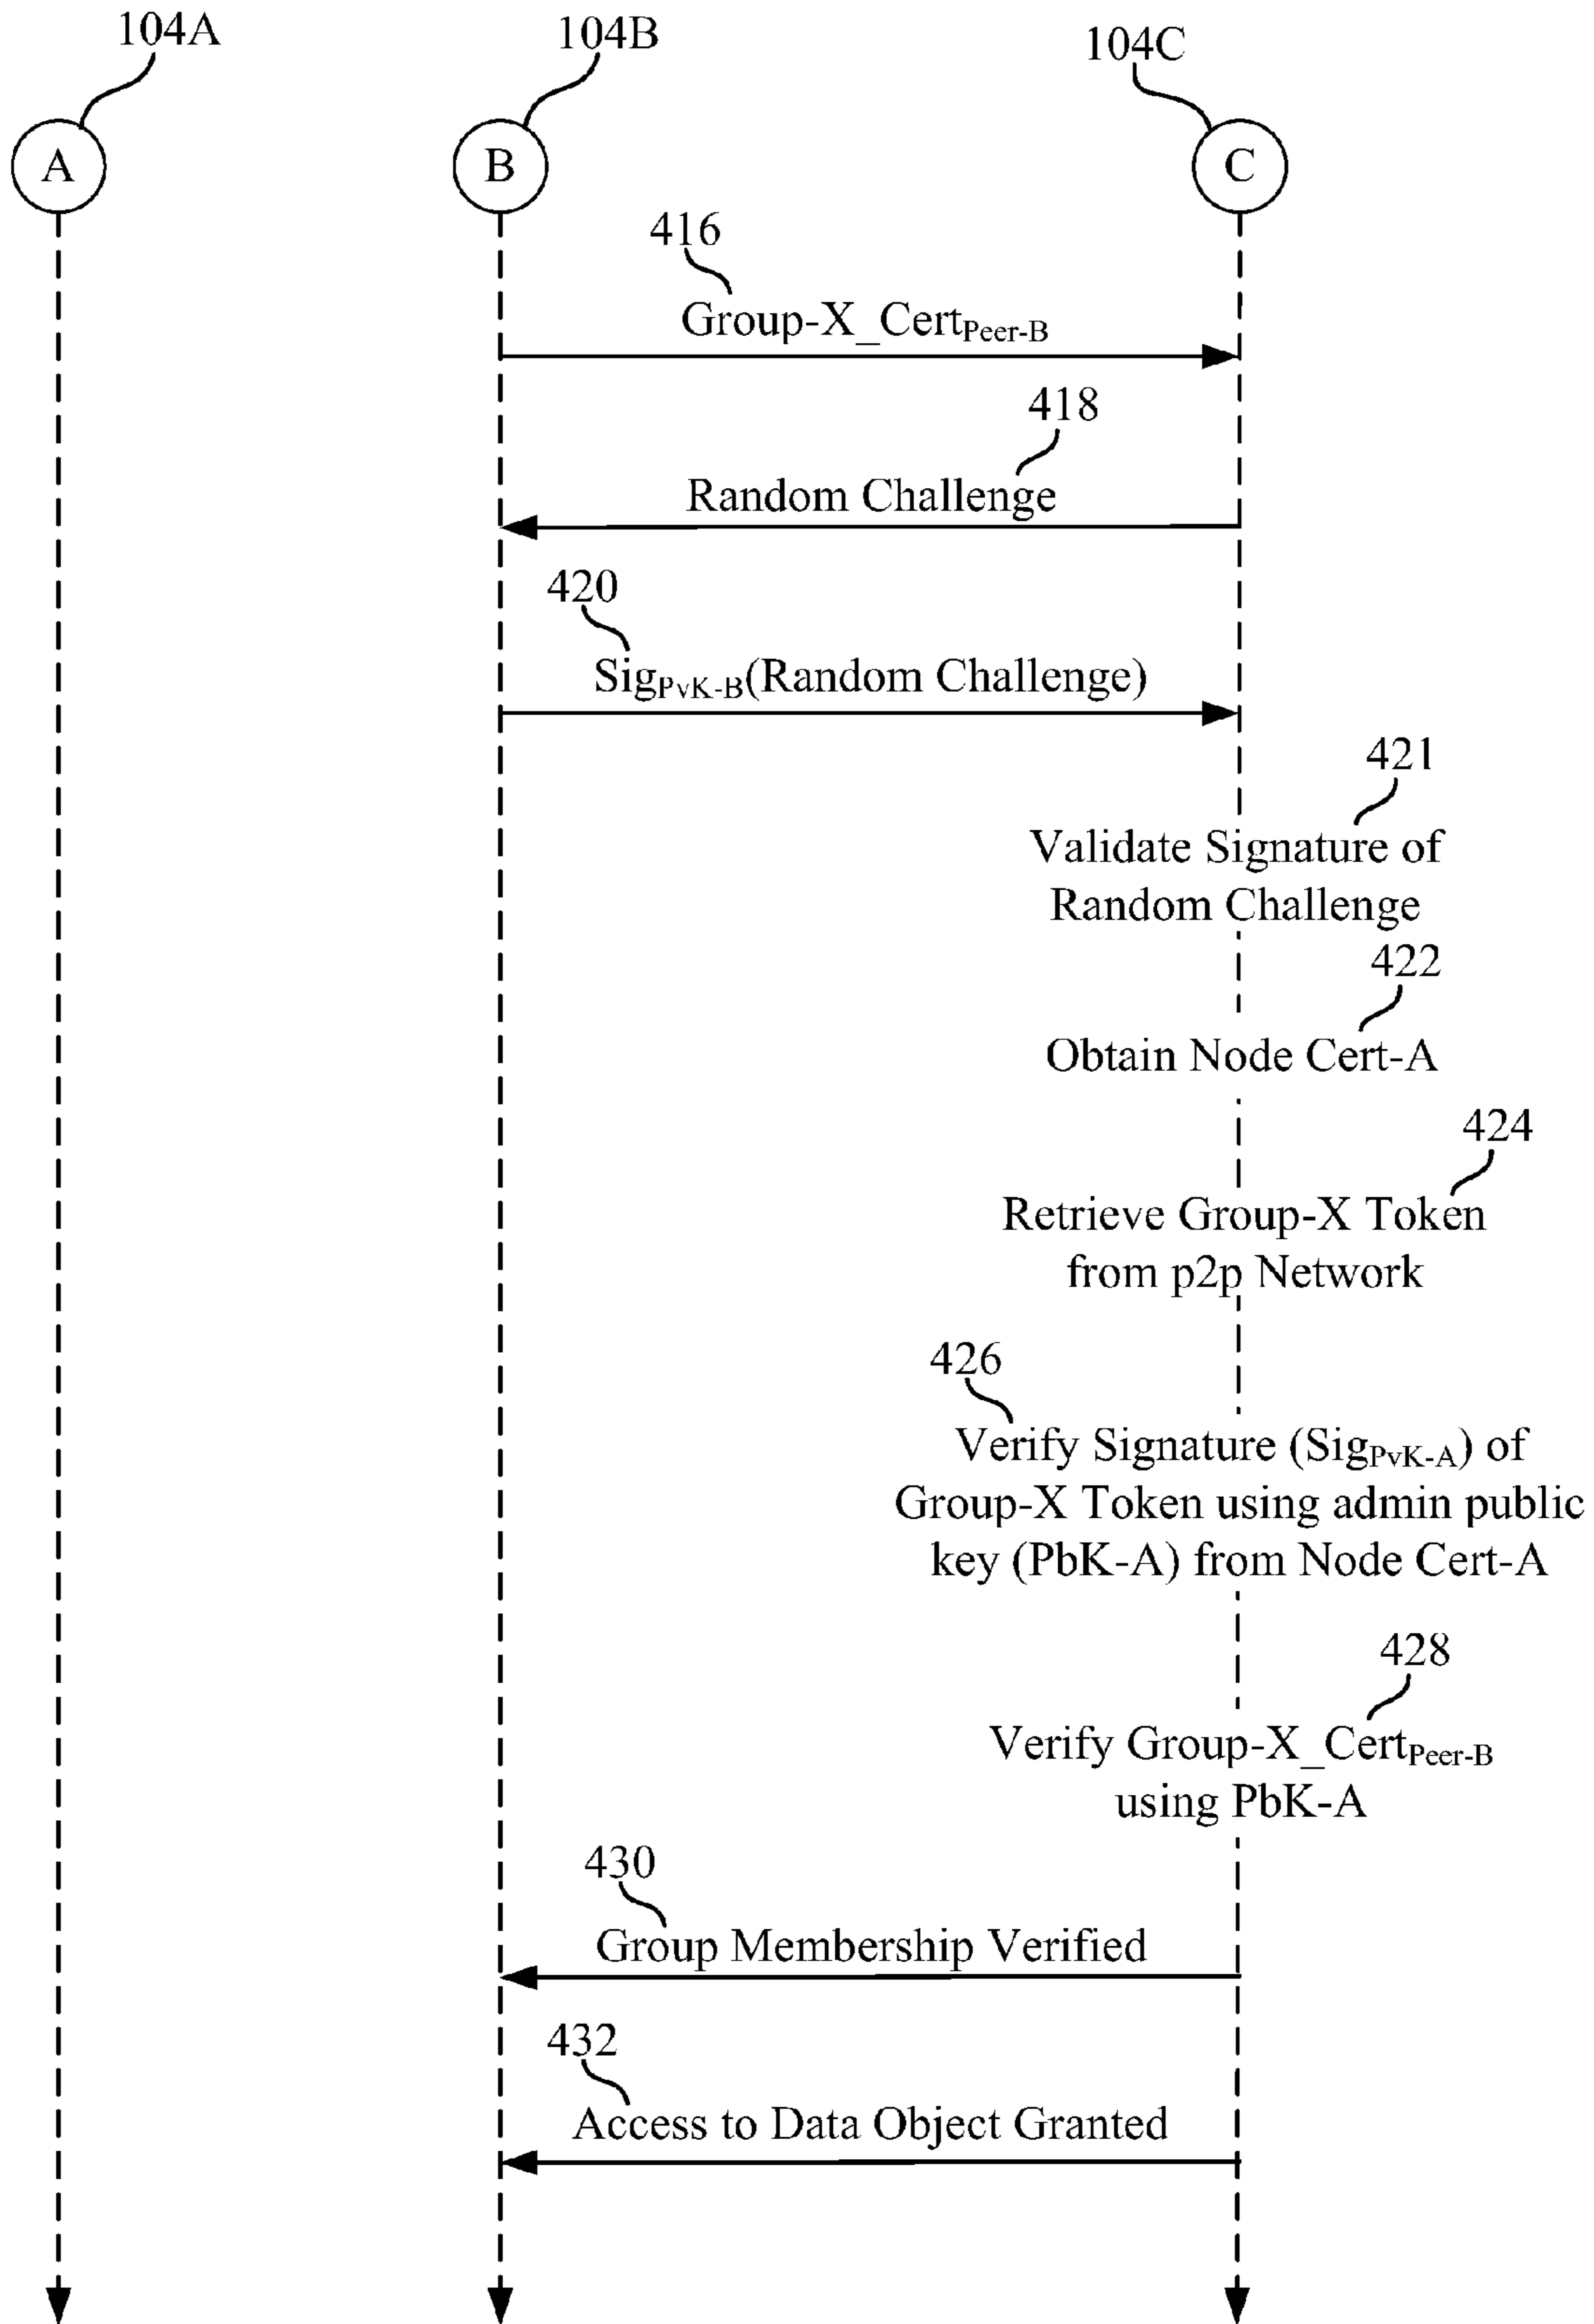 104A
104B
104C
A
B
C
416
Group-X_CertPeer-B
418
Random Challenge
420
SigPvK-B(Random Challenge)
421
Validate Signature of
Random Challenge
422
Obtain Node Cert-A
424
Retrieve Group-X Token
from p2p Network
426
Verify Signature (SigPvK-A) of
Group-X Token using admin public
key (PbK-A) from Node Cert-A
428
Verify Group-X_CertPeer-B
using PbK-A
430
Group Membership Verified
432
Access to Data Object Granted